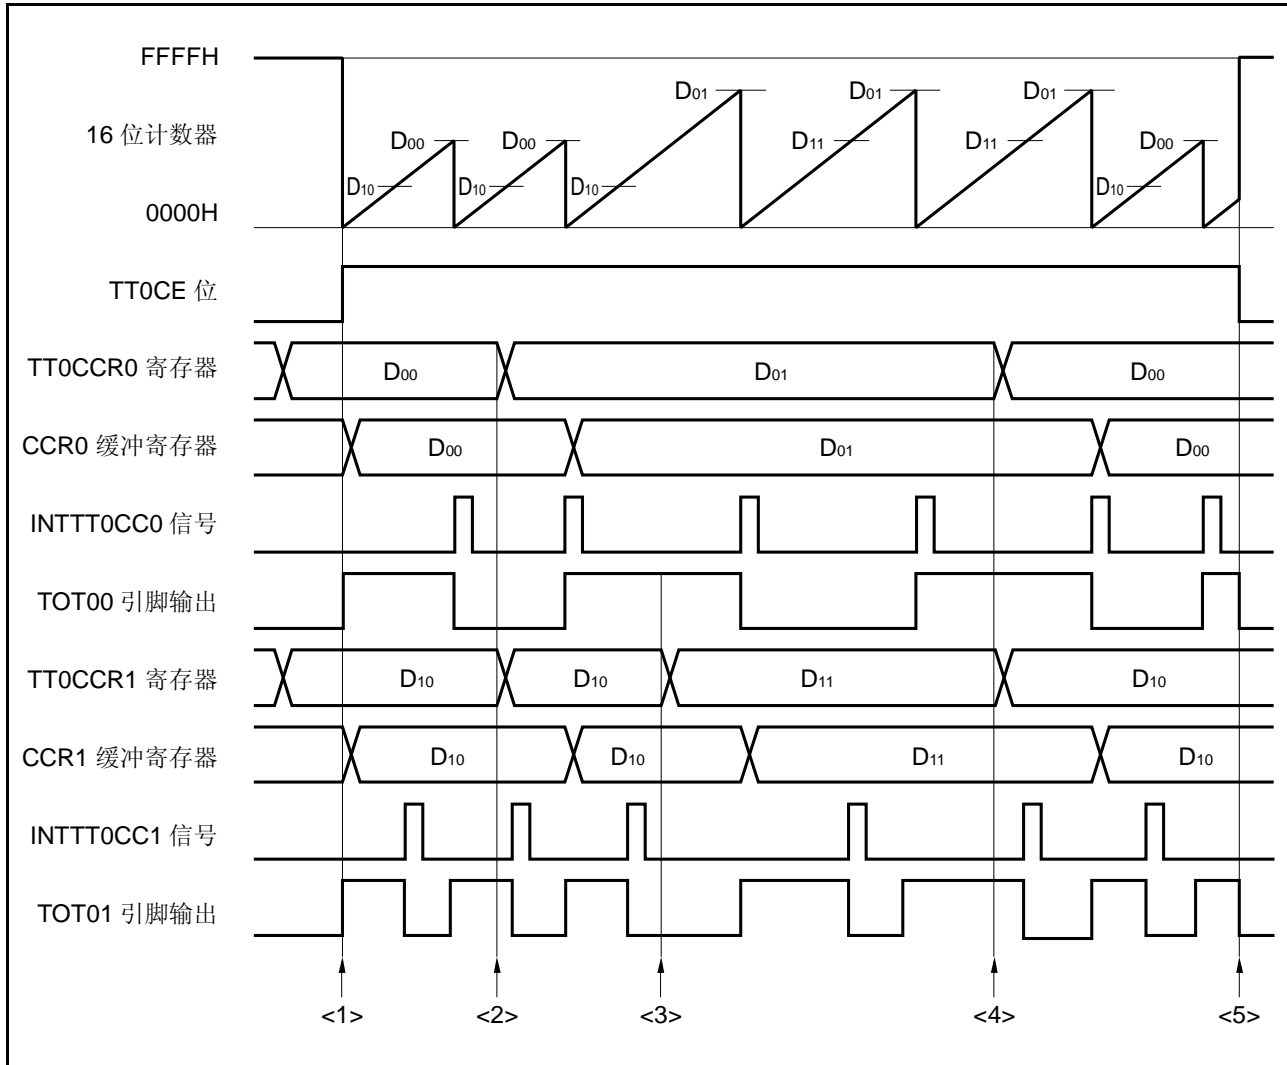 FFFFH
D01 D01 D01
16 位计数器 D00 D00 D11 D11 D00
D10 D10 D10 D10
0000H
TT0CE 位
TT0CCR0 寄存器 D00 D01 D00
CCR0 缓冲寄存器 D00 D01 D00
INTTT0CC0 信号
TOT00 引脚输出
TT0CCR1 寄存器 D10 D10 D11 D10
CCR1 缓冲寄存器 D10 D10 D11 D10
INTTT0CC1 信号
TOT01 引脚输出
<1> <2> <3> <4> <5>